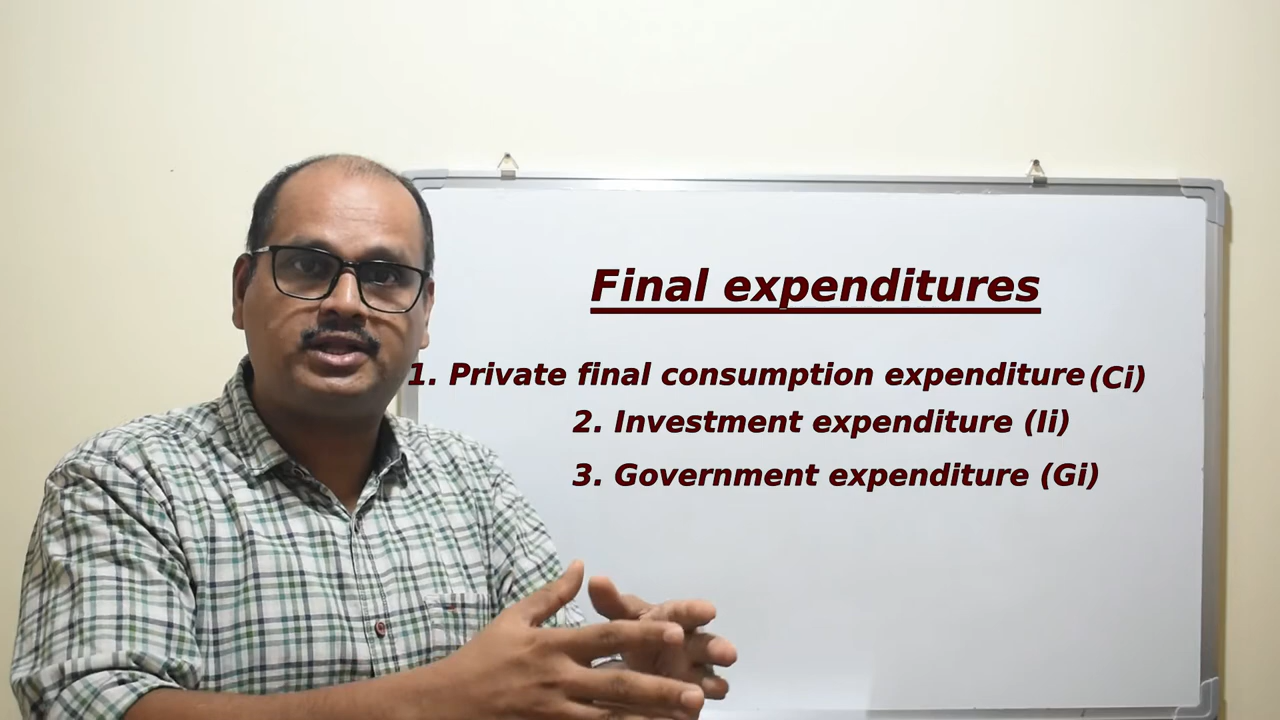 Final expenditures
1. Private final consumption expenditure (Ci)
2. Investment expenditure (Ii)
3. Government expenditure (Gi)